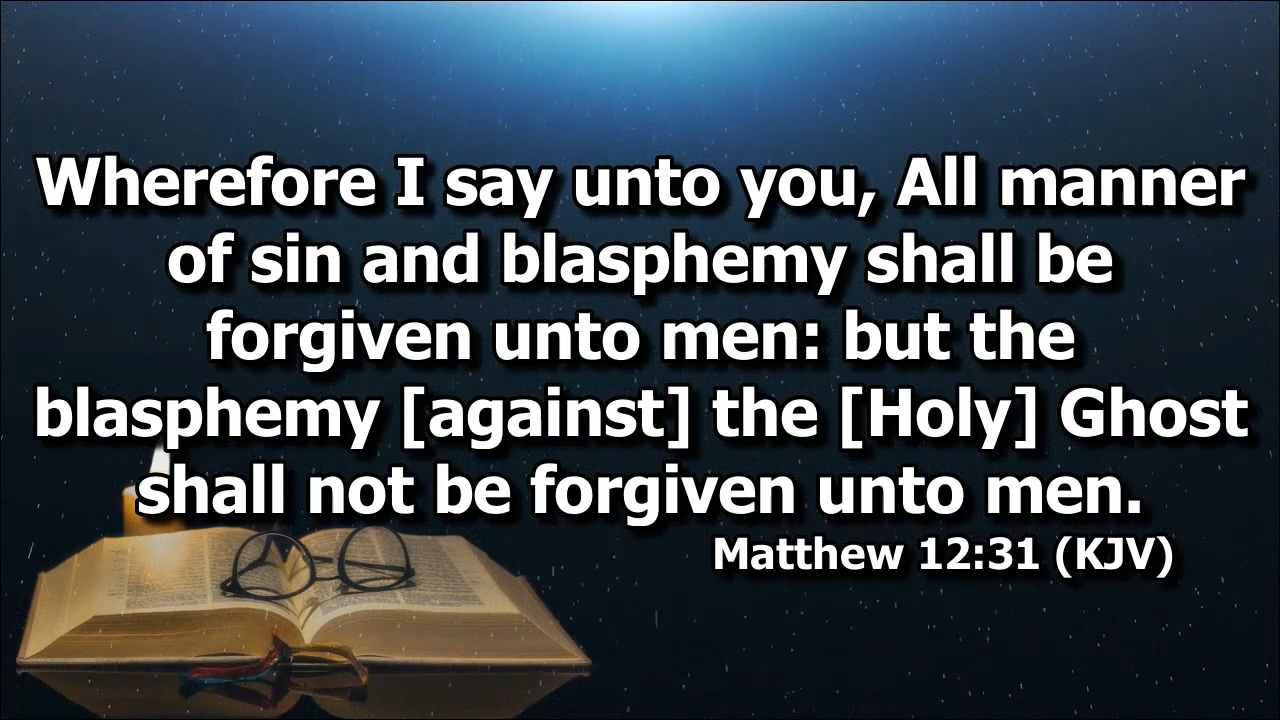 Wherefore I say unto you, All manner
of sin and blasphemy shall be
forgiven unto men: but the
blasphemy [against] the [Holy] Ghost
shall not be forgiven unto men.
Matthew 12:31 (KJV)